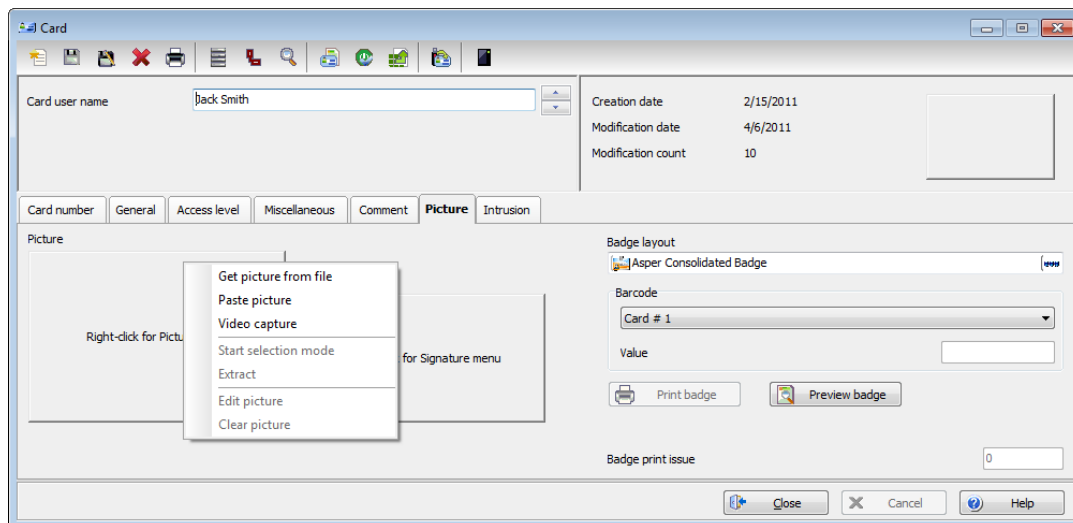 Card
Card user name
Jack Smith
Creation date 2/15/2011
Modification date 4/6/2011
Modification count 10
Card number General Access level Miscellaneous Comment Picture Intrusion
Picture
Right-click for Pictu
for Signature menu
Get picture from file
Paste picture
Video capture
Start selection mode
Extract
Edit picture
Clear picture
Badge layout
Asper Consolidated Badge
Barcode
Card # 1
Value
Print badge Preview badge
Badge print issue 0
Close Cancel Help